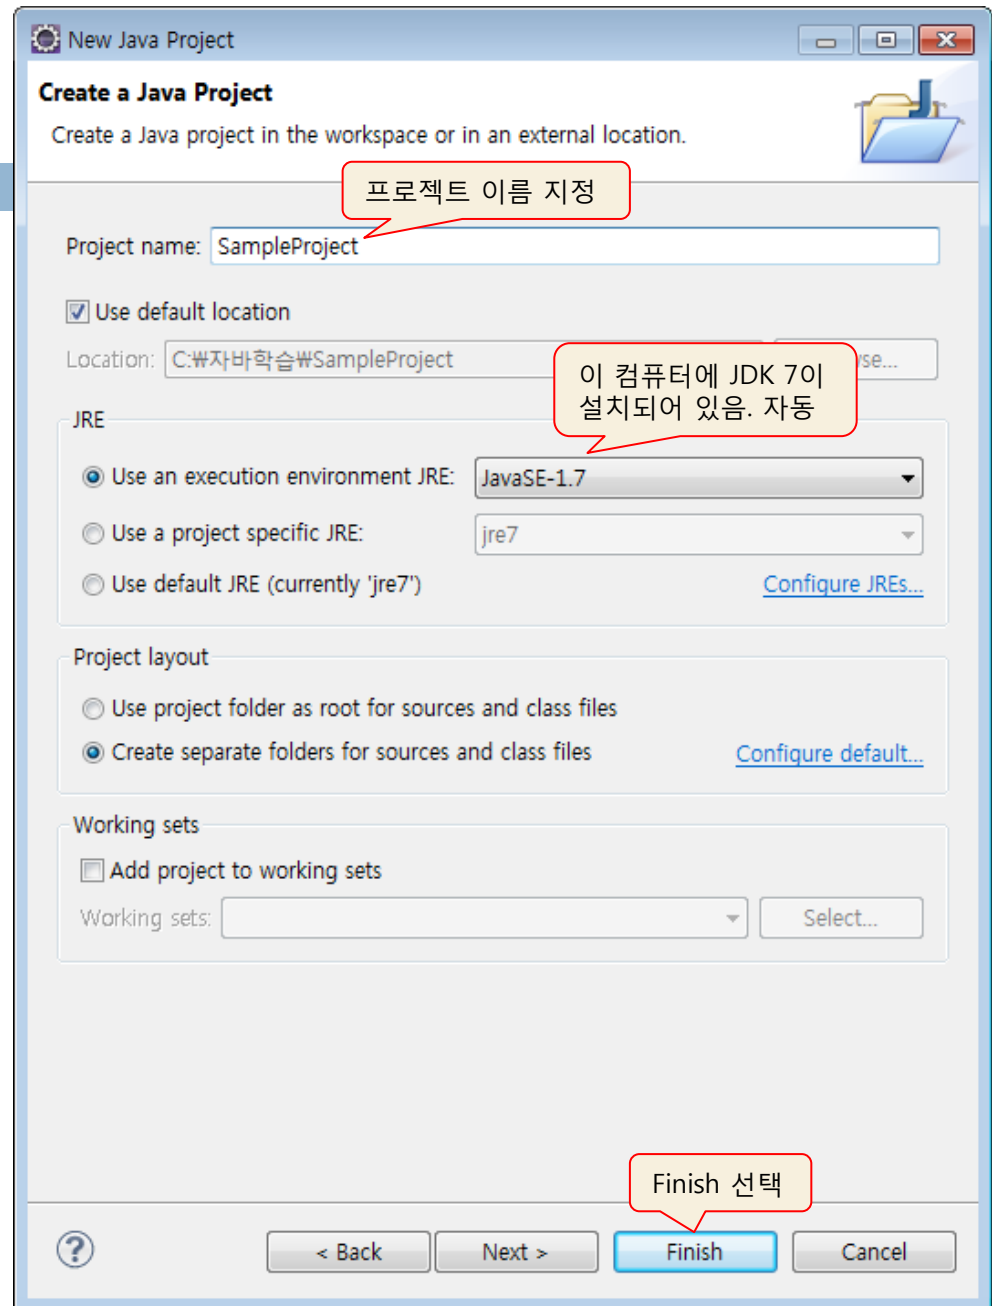 New Java Project
Create a Java Project
Create a Java project in the workspace or in an external location.
프로젝트 이름 지정
Project name: SampleProject
Use default location
Location: C:₩자바학습₩SampleProject
이 컴퓨터에 JDK 7이
설치되어 있음. 자동
JRE
Use an execution environment JRE: JavaSE-1.7
Use a project specific JRE: jre7
Use default JRE (currently 'jre7') Configure JREs...
Project layout
Use project folder as root for sources and class files
Create separate folders for sources and class files Configure default...
Working sets
Add project to working sets
Working sets: Select...
Finish 선택
? < Back Next > Finish Cancel